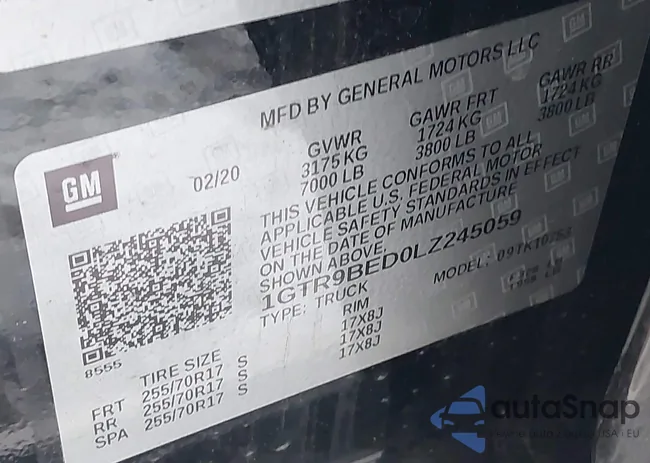 GM
02/20
MFD BY GENERAL MOTORS LLC
GVWR GAWR FRT GAWR RR
3175 KG 1724 KG 1724 KG
7000 LB 3800 LB 3800 LB
THIS VEHICLE CONFORMS TO ALL
APPLICABLE U.S. FEDERAL MOTOR
VEHICLE SAFETY STANDARDS IN EFFECT
ON THE DATE OF MANUFACTURE
SHOWN ABOVE.
1GTR9BED0LZ245059
TYPE: TRUCK MODEL:
8555
TIRE SIZE RIM
FRT 255/70R17 S 17X8J
RR 255/70R17 S 17X8J
SPA 255/70R17 S 17X8J
autaSnap